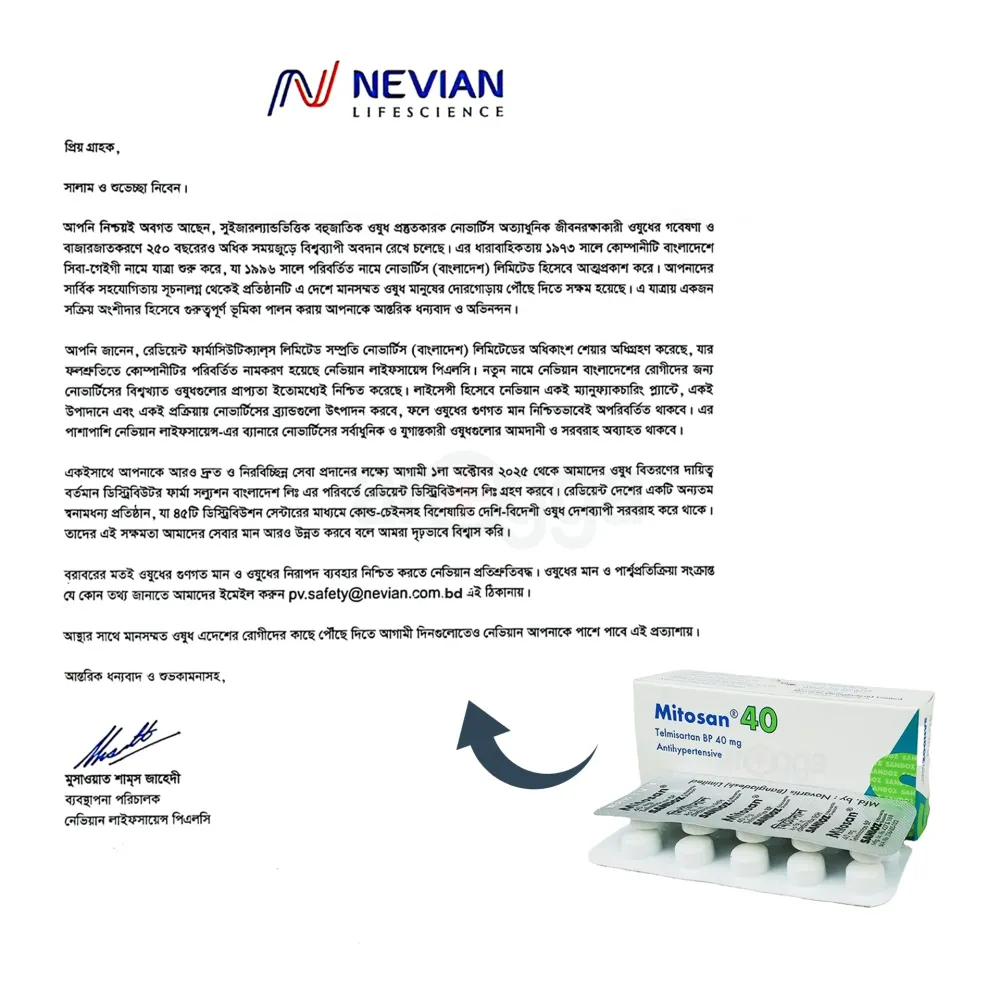 NEVIAN
LIFESCIENCE
প্রিয় গ্রাহক,
সালাম ও শুভেচ্ছা নিবেন।
আপনি নিশ্চয়ই অবগত আছেন, সুইজারল্যান্ডভিত্তিক বহুজাতিক ওষুধ প্রস্তুতকারক নোভার্টিস অত্যাধুনিক জীবনরক্ষাকারী ওষুধের গবেষণা ও
বাজারজাতকরণে ২৫০ বছরেরও অধিক সময়জুড়ে বিশ্বব্যাপী অবদান রেখে চলেছে। এর ধারাবাহিকতায় ১৯৭৩ সালে কোম্পানীটি বাংলাদেশে
সিবা-গেইগী নামে যাত্রা শুরু করে, যা ১৯৯৬ সালে পরিবর্তিত নামে নোভার্টিস (বাংলাদেশ) লিমিটেড হিসেবে আত্মপ্রকাশ করে। আপনাদের
সার্বিক সহযোগিতায় সূচনালগ্ন থেকেই প্রতিষ্ঠানটি এ দেশে মানসম্মত ওষুধ মানুষের দোরগোড়ায় পৌঁছে দিতে সক্ষম হয়েছে। এ যাত্রায় একজন
সক্রিয় অংশীদার হিসেবে গুরুত্বপূর্ণ ভূমিকা পালন করায় আপনাকে আন্তরিক ধন্যবাদ ও অভিনন্দন।
আপনি জানেন, রেডিয়েন্ট ফার্মাসিউটিক্যাল্স লিমিটেড সম্প্রতি নোভার্টিস (বাংলাদেশ) লিমিটেডের অধিকাংশ শেয়ার অধিগ্রহণ করেছে, যার
ফলশ্রুতিতে কোম্পানীটির পরিবর্তিত নামকরণ হয়েছে নেভিয়ান লাইফসায়েন্স পিএলসি। নতুন নামে নেভিয়ান বাংলাদেশের রোগীদের জন্য
নোভার্টিসের বিশ্বখ্যাত ওষুধগুলোর প্রাপ্যতা ইতোমধ্যেই নিশ্চিত করেছে। লাইসেন্সী হিসেবে নেভিয়ান একই ম্যানুফ্যাকচারিং প্ল্যান্টে, একই
উপাদানে এবং একই প্রক্রিয়ায় নোভার্টিসের ব্র্যান্ডগুলো উৎপাদন করবে, ফলে ওষুধের গুণগত মান নিশ্চিতভাবেই অপরিবর্তিত থাকবে। এর
পাশাপাশি নেভিয়ান লাইফসায়েন্স-এর ব্যানারে নোভার্টিসের সর্বাধুনিক ও যুগান্তকারী ওষুধগুলোর আমদানী ও সরবরাহ অব্যাহত থাকবে।
একইসাথে আপনাকে আরও দ্রুত ও নিরবিচ্ছিন্ন সেবা প্রদানের লক্ষ্যে আগামী ১লা অক্টোবর ২০২৫ থেকে আমাদের ওষুধ বিতরণের দায়িত্ব
বর্তমান ডিস্ট্রিবিউটর ফার্মা সল্যুশন বাংলাদেশ লিঃ এর পরিবর্তে রেডিয়েন্ট ডিস্ট্রিবিউশনস লিঃ গ্রহণ করবে। রেডিয়েন্ট দেশের একটি অন্যতম
স্বনামধন্য প্রতিষ্ঠান, যা ৪৫টি ডিস্ট্রিবিউশন সেন্টারের মাধ্যমে কোল্ড-চেইনসহ বিশেষায়িত দেশি-বিদেশী ওষুধ দেশব্যাপী সরবরাহ করে থাকে।
তাদের এই সক্ষমতা আমাদের সেবার মান আরও উন্নত করবে বলে আমরা দৃঢ়ভাবে বিশ্বাস করি।
বরাবরের মতই ওষুধের গুণগত মান ও ওষুধের নিরাপদ ব্যবহার নিশ্চিত করতে নেভিয়ান প্রতিশ্রুতিবদ্ধ। ওষুধের মান ও পার্শ্বপ্রতিক্রিয়া সংক্রান্ত
যে কোন তথ্য জানাতে আমাদের ইমেইল করুন pv.safety@nevian.com.bd এই ঠিকানায়।
আস্থার সাথে মানসম্মত ওষুধ এদেশের রোগীদের কাছে পৌঁছে দিতে আগামী দিনগুলোতেও নেভিয়ান আপনাকে পাশে পাবে এই প্রত্যাশায়।
আন্তরিক ধন্যবাদ ও শুভকামনাসহ,
মুসাওয়াত শাম্স জাহেদী
ব্যবস্থাপনা পরিচালক
নেভিয়ান লাইফসায়েন্স পিএলসি
Mitosan® 40
Telmisartan BP 40 mg
Antihypertensive
SANDOZ
Mfd. by : Novartis (Bangladesh) Limited
Mitosan®
SANDOZ